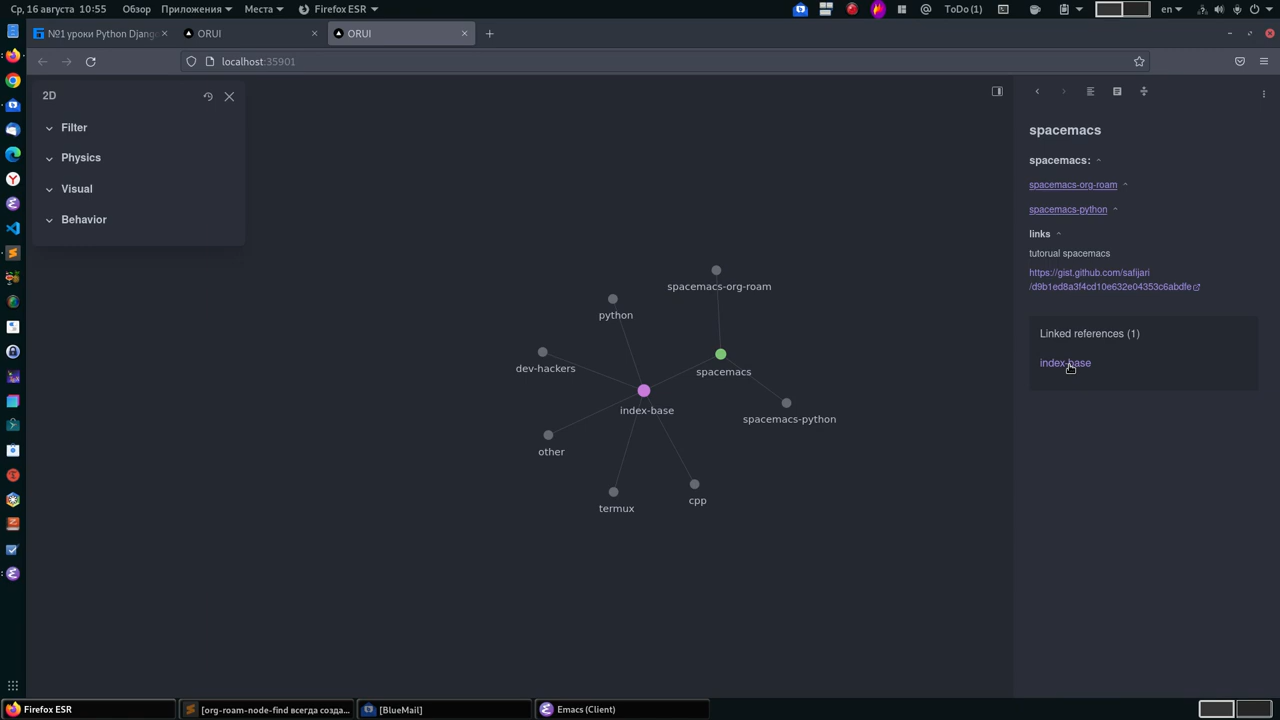 Ср, 16 августа 10:55
Обзор
Приложения
Места
Firefox ESR
ToDo (1)
en
№1 уроки Python Djang
ORUI
ORUI
localhost:35901
2D
Filter
Physics
Visual
Behavior
spacemacs-org-roam
python
dev-hackers
spacemacs
index-base
spacemacs-python
other
cpp
termux
spacemacs
spacemacs:
spacemacs-org-roam
spacemacs-python
links
tutorual spacemacs
https://gist.github.com/safijari
/d9b1ed8a3f4cd10e632e04353c6abdfe
Linked references (1)
index-base
Firefox ESR
[org-roam-node-find всегда созда...
[BlueMail]
Emacs (Client)